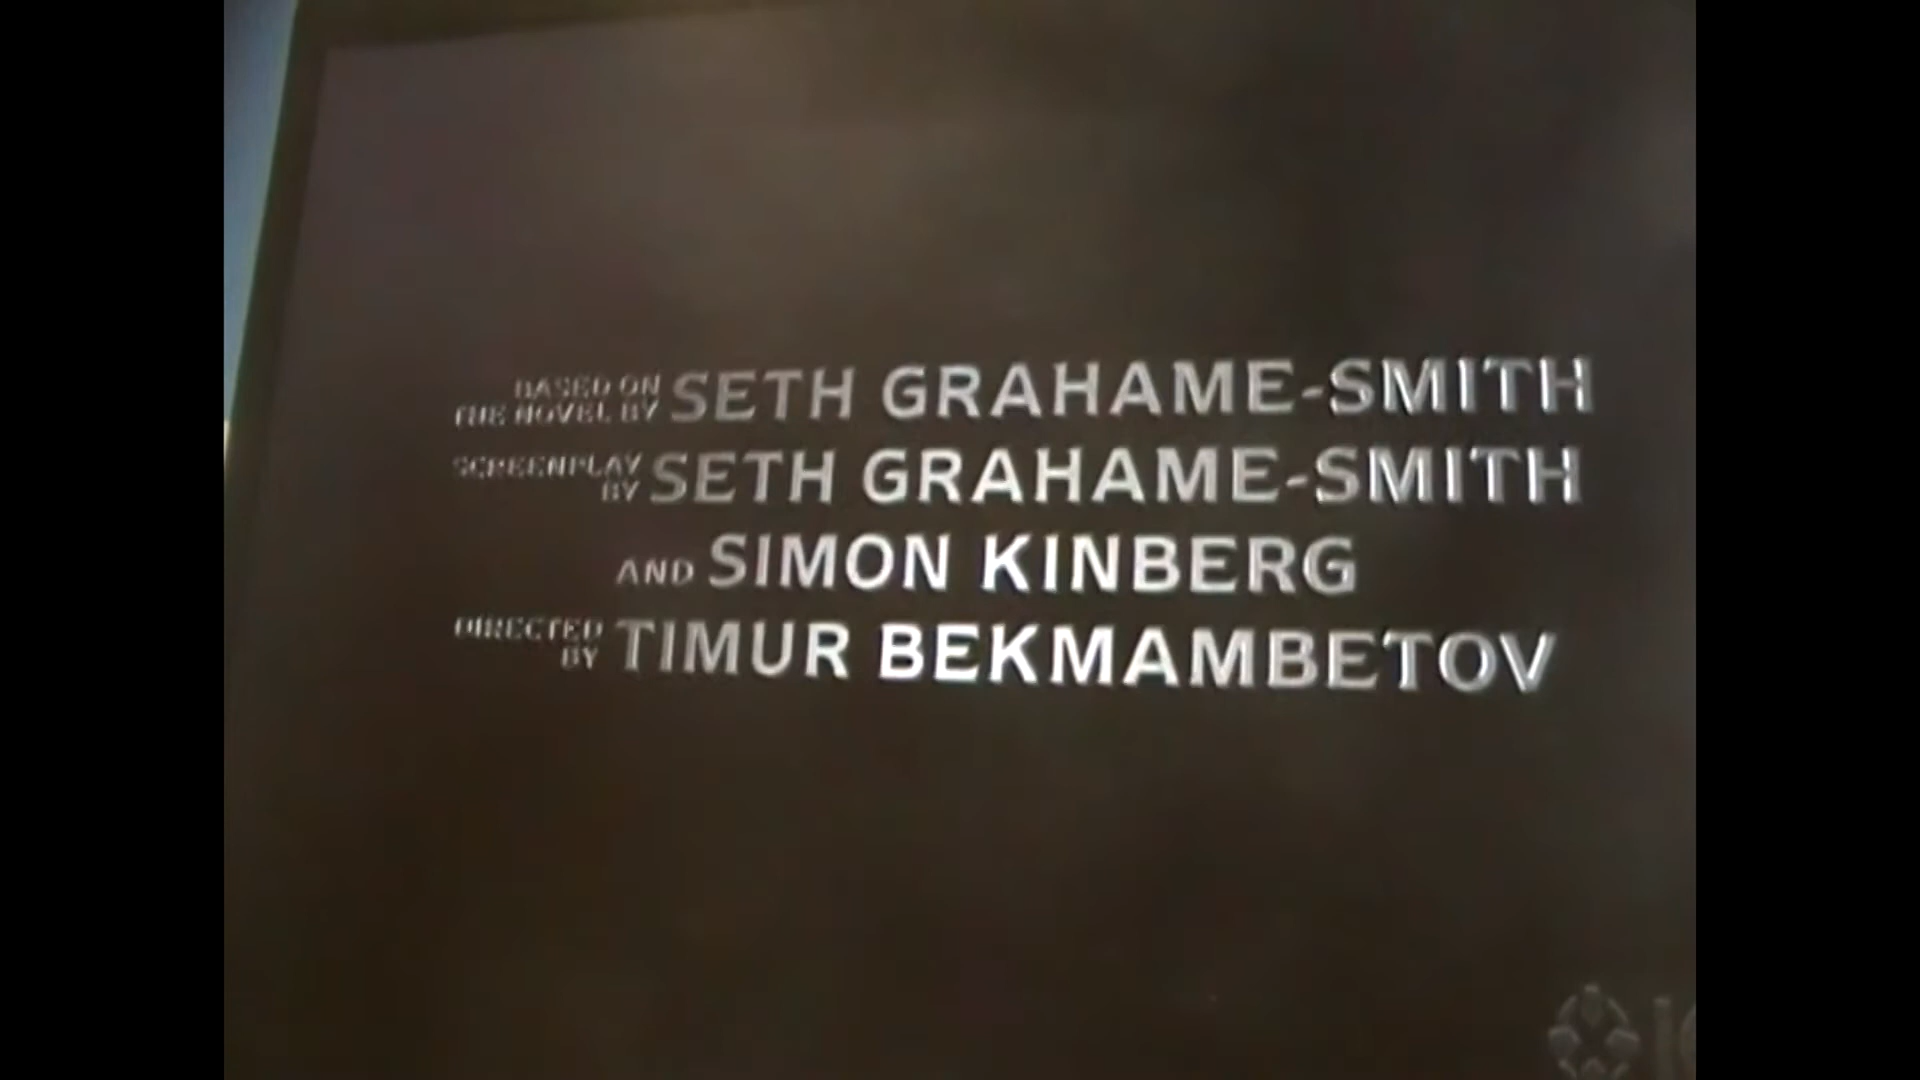 BASED ON
THE NOVEL BY SETH GRAHAME-SMITH
SCREENPLAY
BY SETH GRAHAME-SMITH
AND SIMON KINBERG
DIRECTED
BY TIMUR BEKMAMBETOV